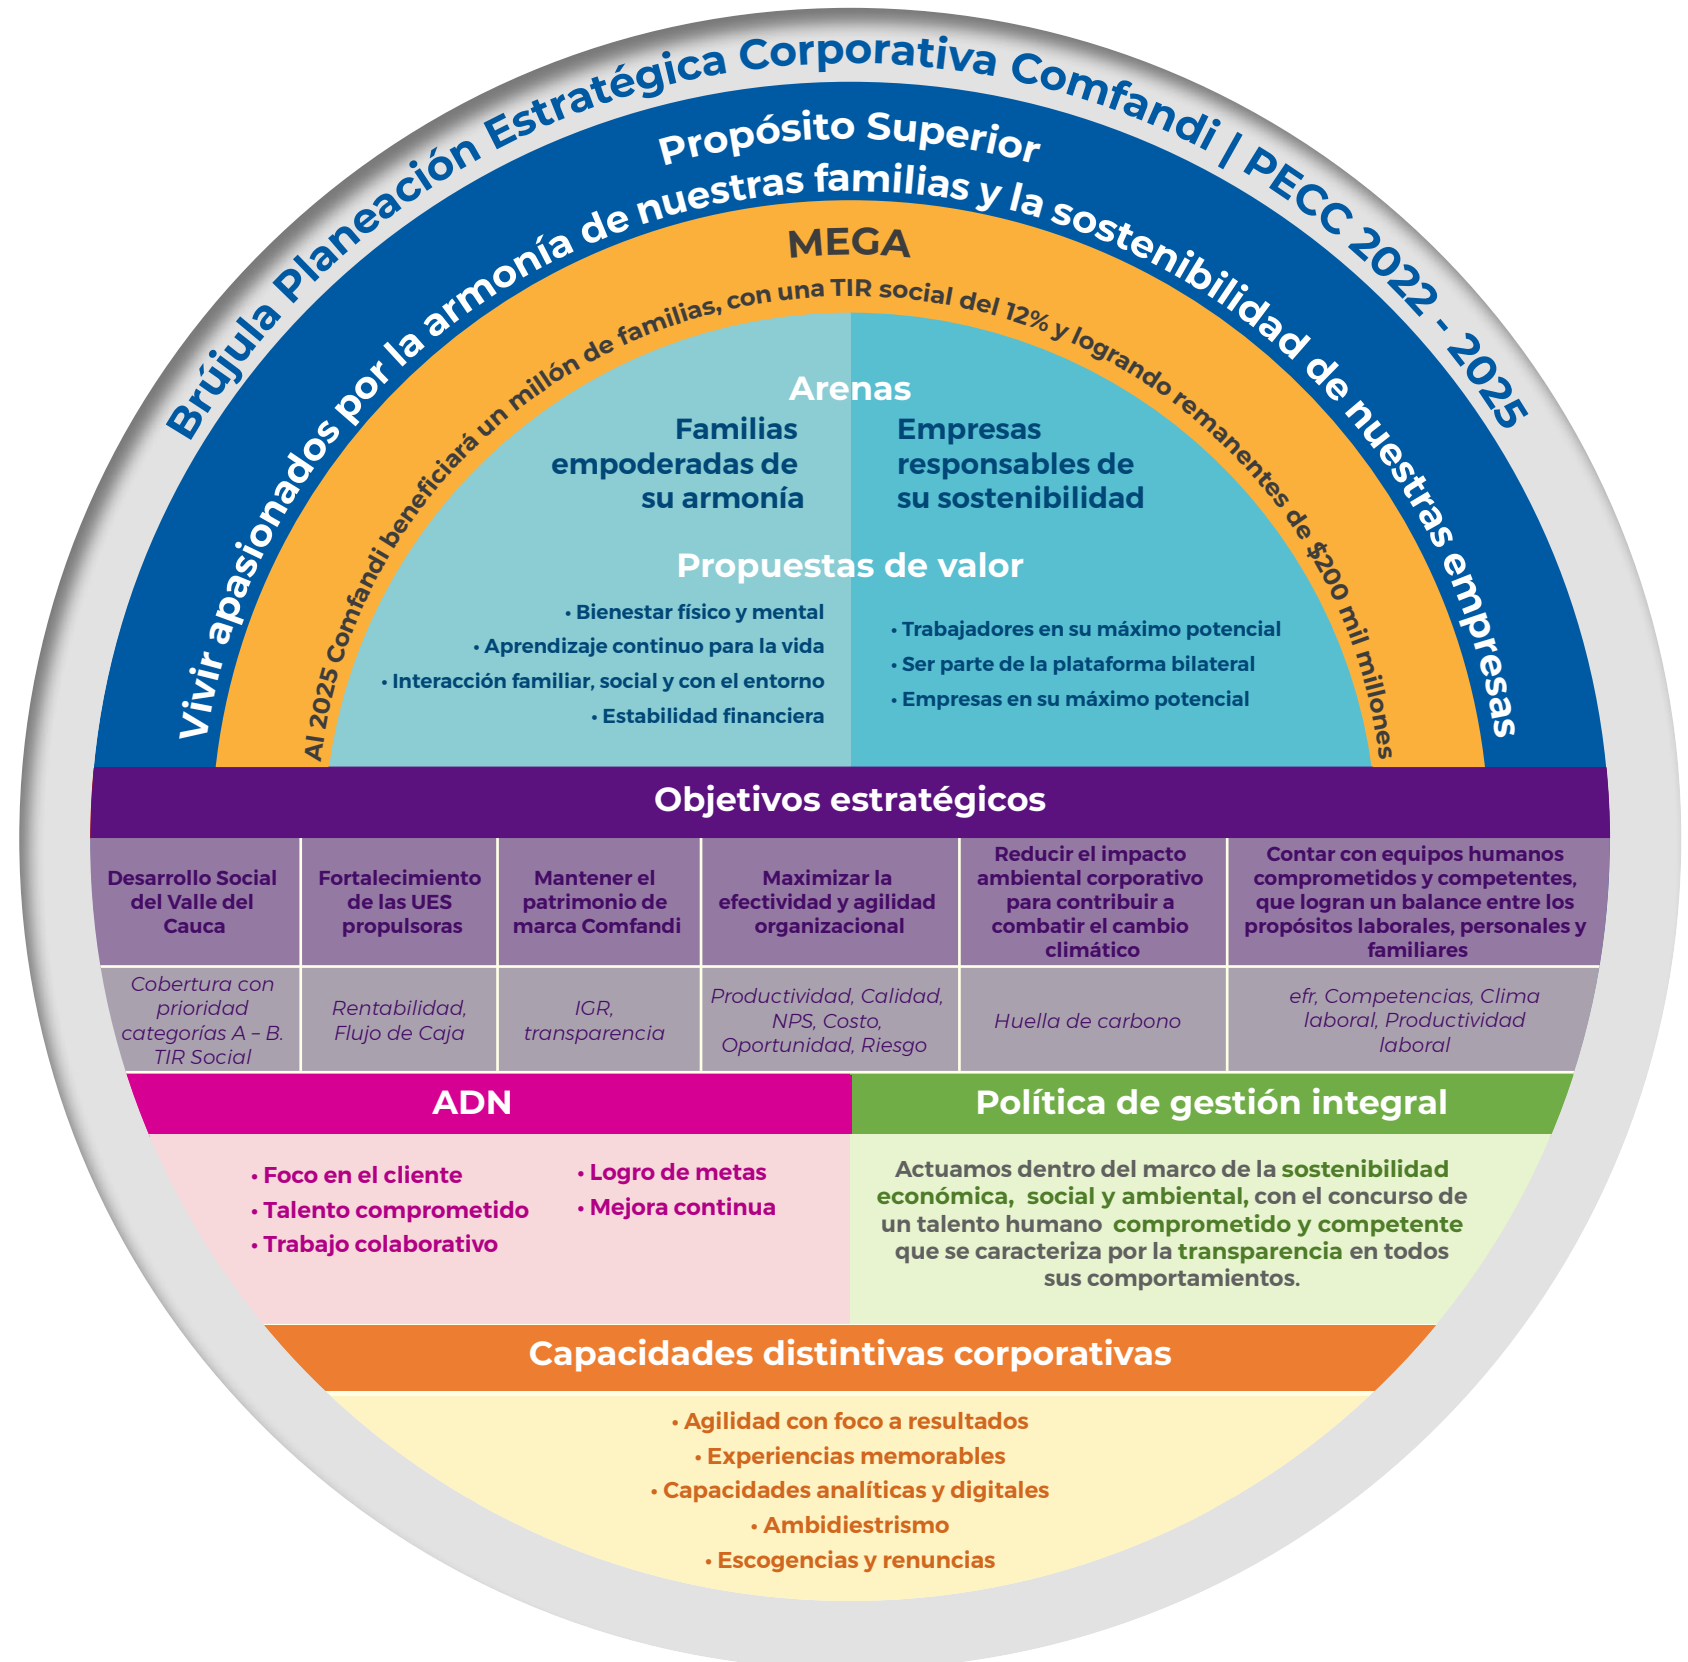 Brújula Planeación Estratégica Corporativa Comfandi | PECC 2022 - 2025
Propósito Superior
Vivir apasionados por la armonía de nuestras familias y la sostenibilidad de nuestras empresas
MEGA
Al 2025 Comfandi beneficiará un millón de familias, con una TIR social del 12% y logrando remanentes de $200 mil millones
Arenas
Familias
empoderadas de
su armonía
Empresas
responsables de
su sostenibilidad
Propuestas de valor
• Bienestar físico y mental
• Aprendizaje continuo para la vida
• Interacción familiar, social y con el entorno
• Estabilidad financiera
• Trabajadores en su máximo potencial
• Ser parte de la plataforma bilateral
• Empresas en su máximo potencial
Objetivos estratégicos
Desarrollo Social
del Valle del
Cauca
Fortalecimiento
de las UES
propulsoras
Mantener el
patrimonio de
marca Comfandi
Maximizar la
efectividad y agilidad
organizacional
Reducir el impacto
ambiental corporativo
para contribuir a
combatir el cambio
climático
Contar con equipos humanos
comprometidos y competentes,
que logran un balance entre los
propósitos laborales, personales y
familiares
Cobertura con
prioridad
categorías A – B.
TIR Social
Rentabilidad,
Flujo de Caja
IGR,
transparencia
Productividad, Calidad,
NPS, Costo,
Oportunidad, Riesgo
Huella de carbono
efr, Competencias, Clima
laboral, Productividad
laboral
ADN
• Foco en el cliente
• Talento comprometido
• Trabajo colaborativo
• Logro de metas
• Mejora continua
Política de gestión integral
Actuamos dentro del marco de la sostenibilidad
económica, social y ambiental, con el concurso de
un talento humano comprometido y competente
que se caracteriza por la transparencia en todos
sus comportamientos.
Capacidades distintivas corporativas
• Agilidad con foco a resultados
• Experiencias memorables
• Capacidades analíticas y digitales
• Ambidiestrismo
• Escogencias y renuncias